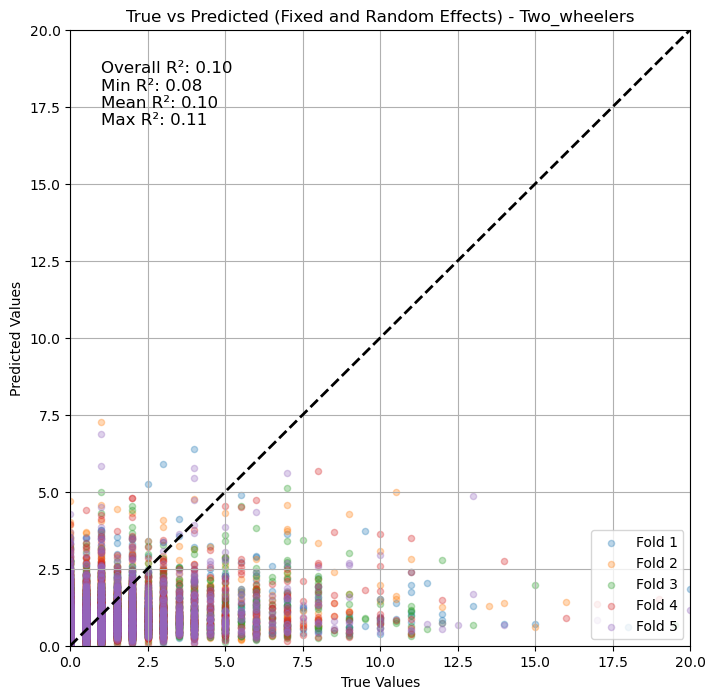 True vs Predicted (Fixed and Random Effects) - Two_wheelers
Overall R²: 0.10
Min R²: 0.08
Mean R²: 0.10
Max R²: 0.11
Predicted Values
20.0
17.5
15.0
12.5
10.0
7.5
5.0
2.5
0.0
Fold 1
Fold 2
Fold 3
Fold 4
Fold 5
0.0 2.5 5.0 7.5 10.0 12.5 15.0 17.5 20.0
True Values